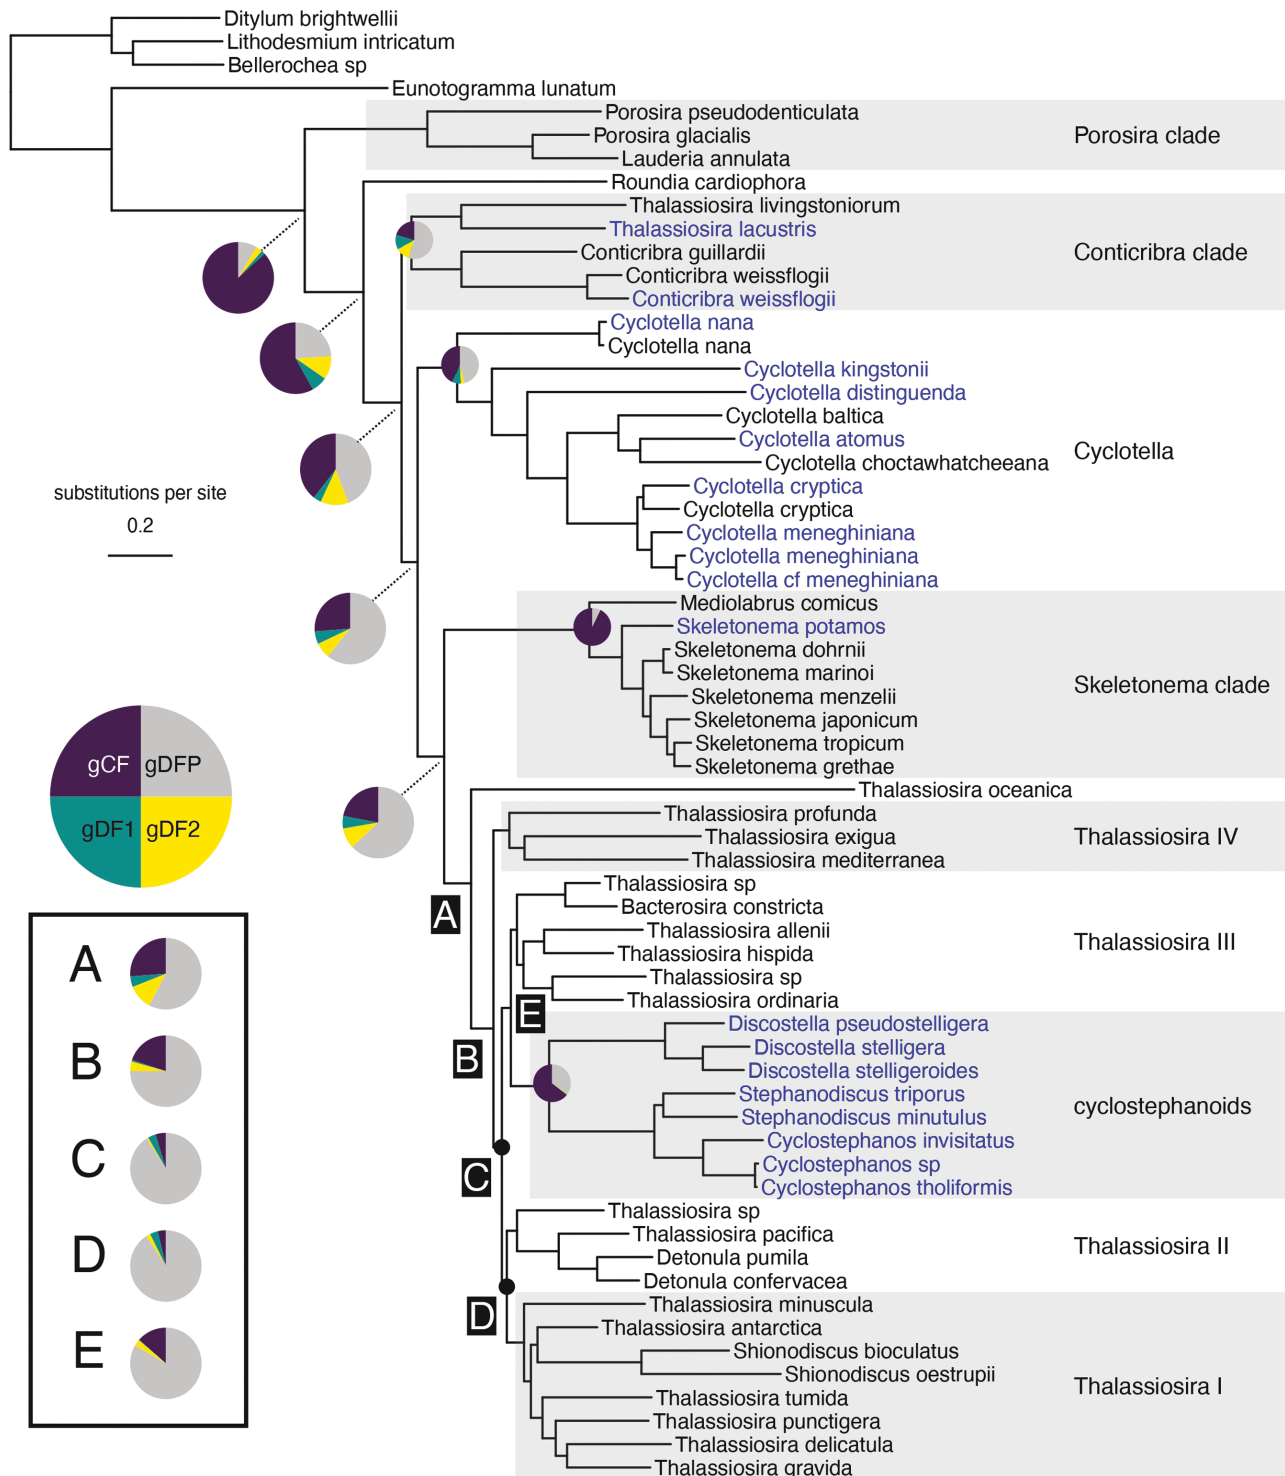 Ditylum brightwellii
Lithodesmium intricatum
Bellerochea sp
Eunotogramma lunatum
Porosira pseudodenticulata
Porosira glacialis
Lauderia annulata
Porosira clade
Roundia cardiophora
Thalassiosira livingstoniorum
Thalassiosira lacustris
Conticribra guillardii
Conticribra weissflogii
Conticribra weissflogii
Conticribra clade
Cyclotella nana
Cyclotella nana
Cyclotella kingstonii
Cyclotella distinguenda
Cyclotella baltica
Cyclotella atomus
Cyclotella choctawhatcheeana
Cyclotella cryptica
Cyclotella cryptica
Cyclotella meneghiniana
Cyclotella meneghiniana
Cyclotella cf meneghiniana
Cyclotella
Mediolabrus comicus
Skeletonema potamos
Skeletonema dohrnii
Skeletonema marinoi
Skeletonema menzelii
Skeletonema japonicum
Skeletonema tropicum
Skeletonema grethae
Skeletonema clade
Thalassiosira oceanica
Thalassiosira profunda
Thalassiosira exigua
Thalassiosira mediterranea
Thalassiosira IV
Thalassiosira sp
Bacterosira constricta
Thalassiosira allenii
Thalassiosira hispida
Thalassiosira sp
Thalassiosira ordinaria
Thalassiosira III
Discostella pseudostelligera
Discostella stelligera
Discostella stelligeroides
Stephanodiscus triporus
Stephanodiscus minutulus
Cyclostephanos invisitatus
Cyclostephanos sp
Cyclostephanos tholiformis
cyclostephanoids
Thalassiosira sp
Thalassiosira pacifica
Detonula pumila
Detonula confervacea
Thalassiosira II
Thalassiosira minuscula
Thalassiosira antarctica
Shionodiscus bioculatus
Shionodiscus oestrupii
Thalassiosira tumida
Thalassiosira punctigera
Thalassiosira delicatula
Thalassiosira gravida
Thalassiosira I
A
B
C
D
E
substitutions per site
0.2
gCF
gDFP
gDF1
gDF2
A
B
C
D
E